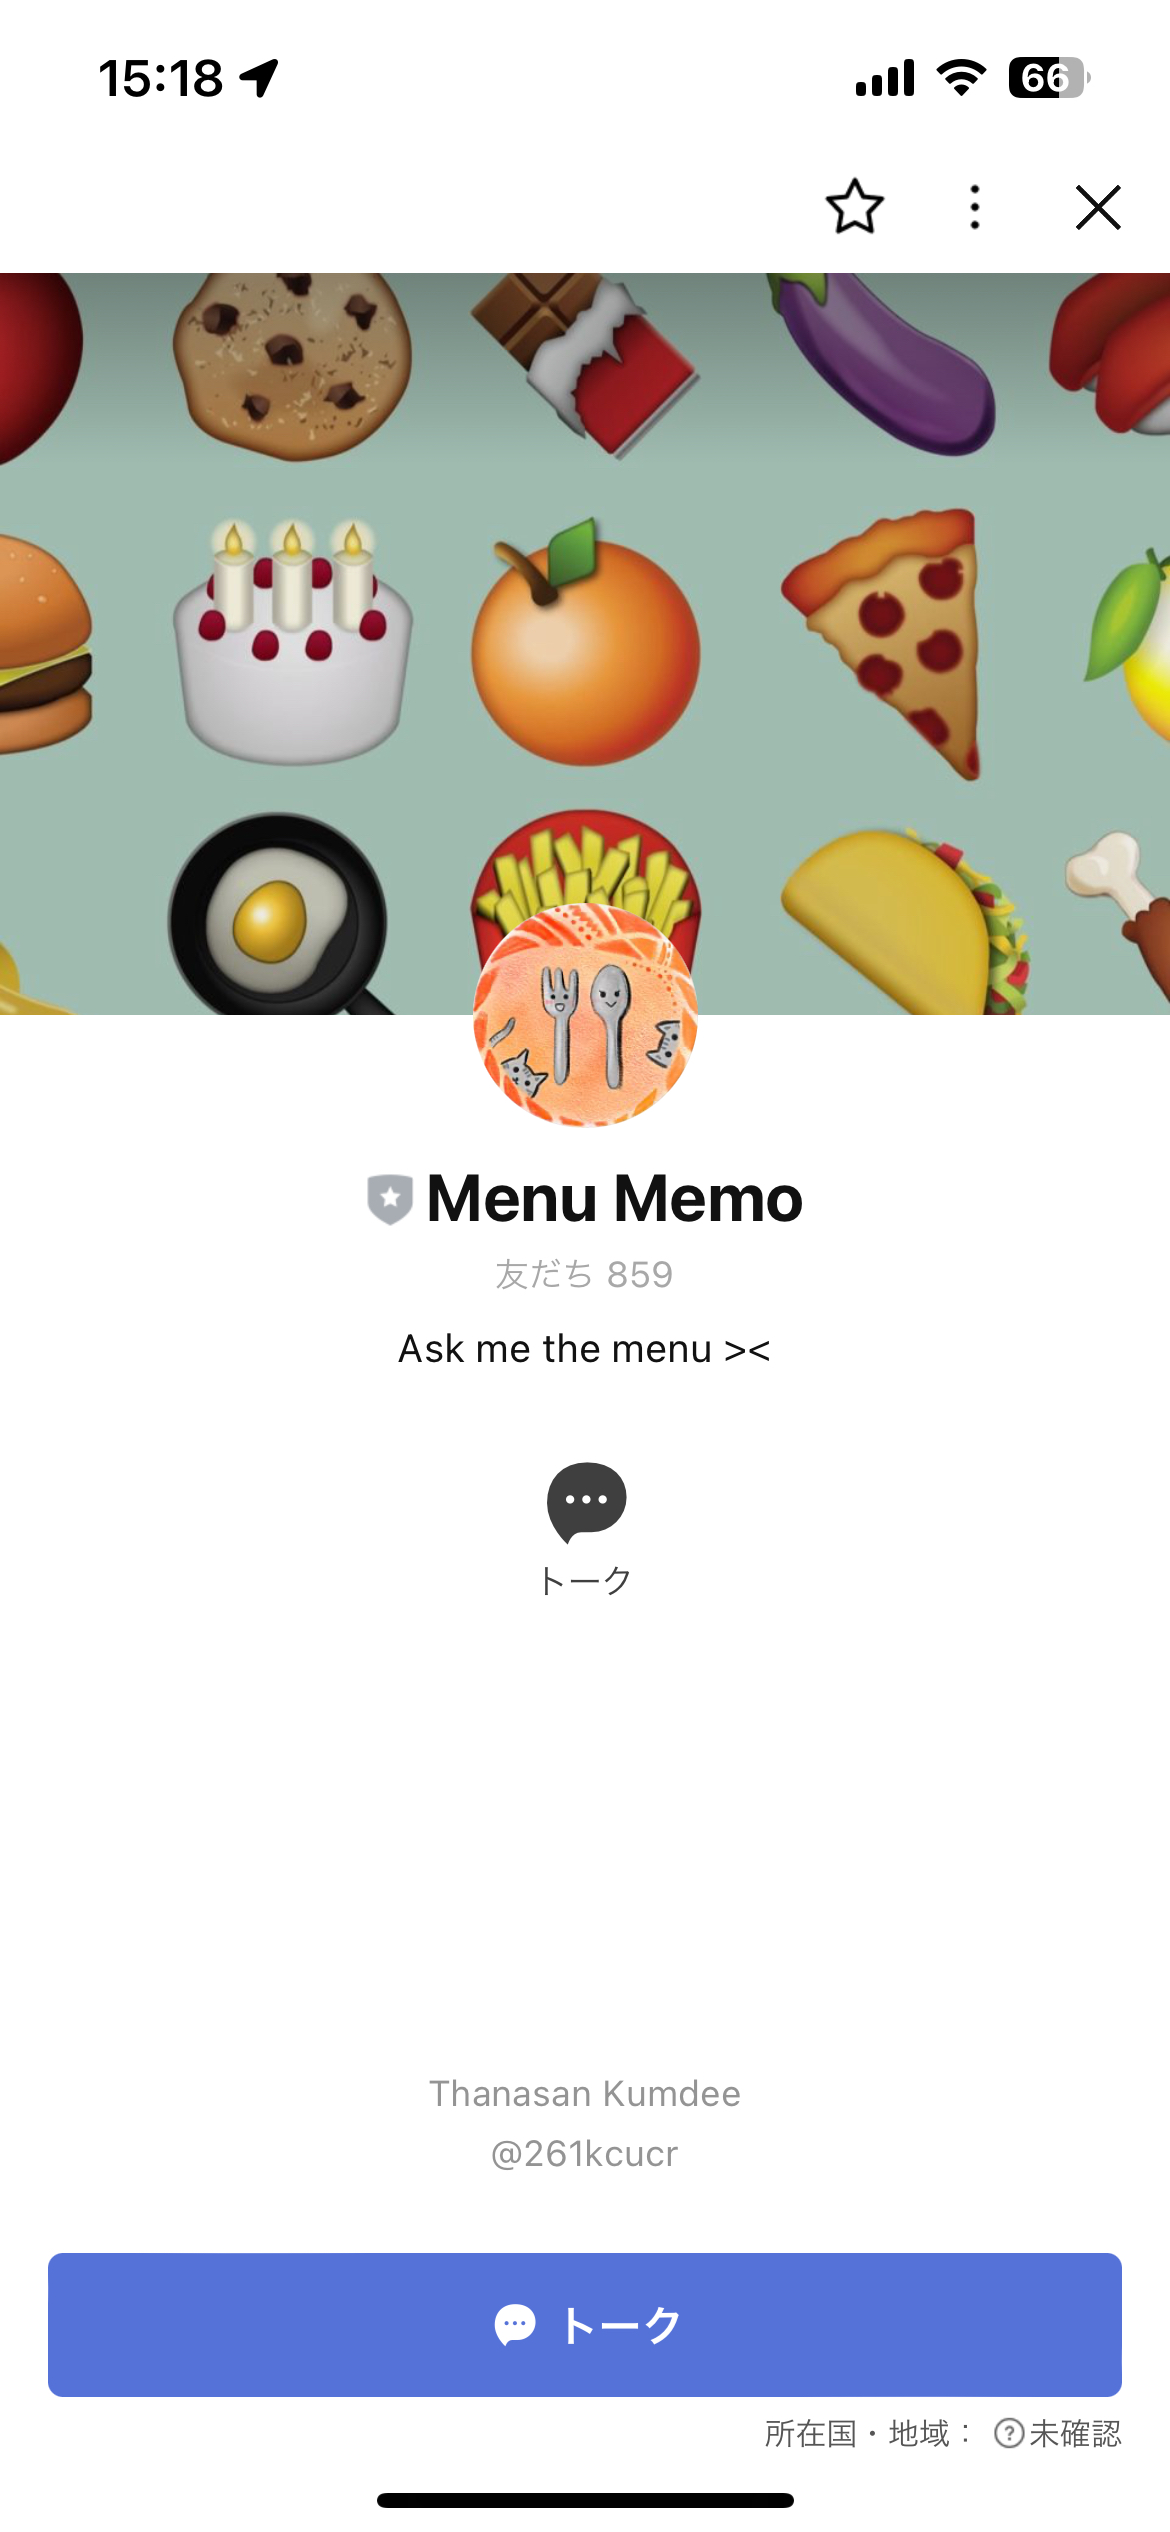 15:18
66
Menu Memo
友だち 859
Ask me the menu ><
トーク
Thanasan Kumdee
@261kcucr
トーク
所在国・地域： ?未確認